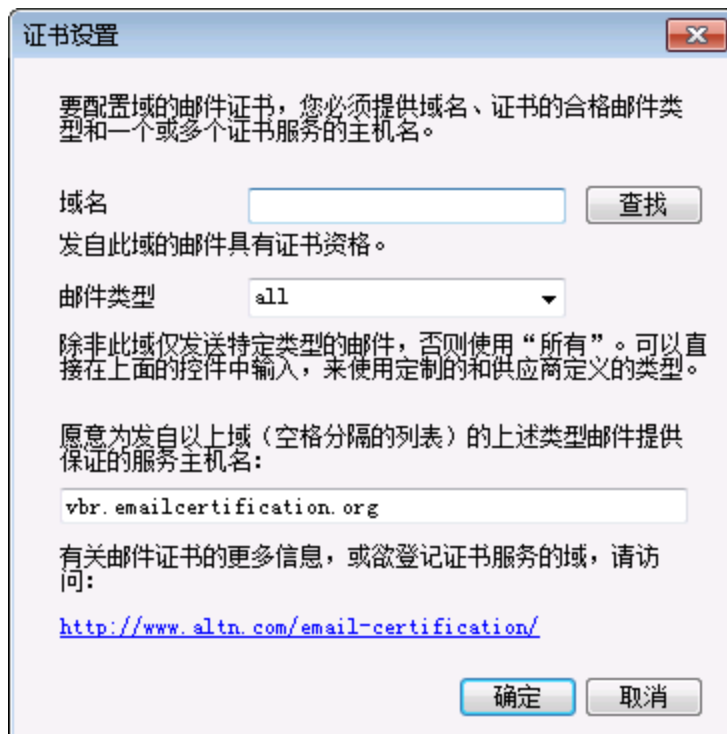 证书设置
要配置域的邮件证书，您必须提供域名、证书的合格邮件类
型和一个或多个证书服务的主机名。
域名
查找
发自此域的邮件具有证书资格。
邮件类型
all
除非此域仅发送特定类型的邮件，否则使用“所有”。可以直
接在上面的控件中输入，来使用定制的和供应商定义的类型。
愿意为发自以上域（空格分隔的列表）的上述类型邮件提供
保证的服务主机名：
vbr.emailcertification.org
有关邮件证书的更多信息，或欲登记证书服务的域，请访
问：
http://www.altn.com/email-certification/
确定
取消